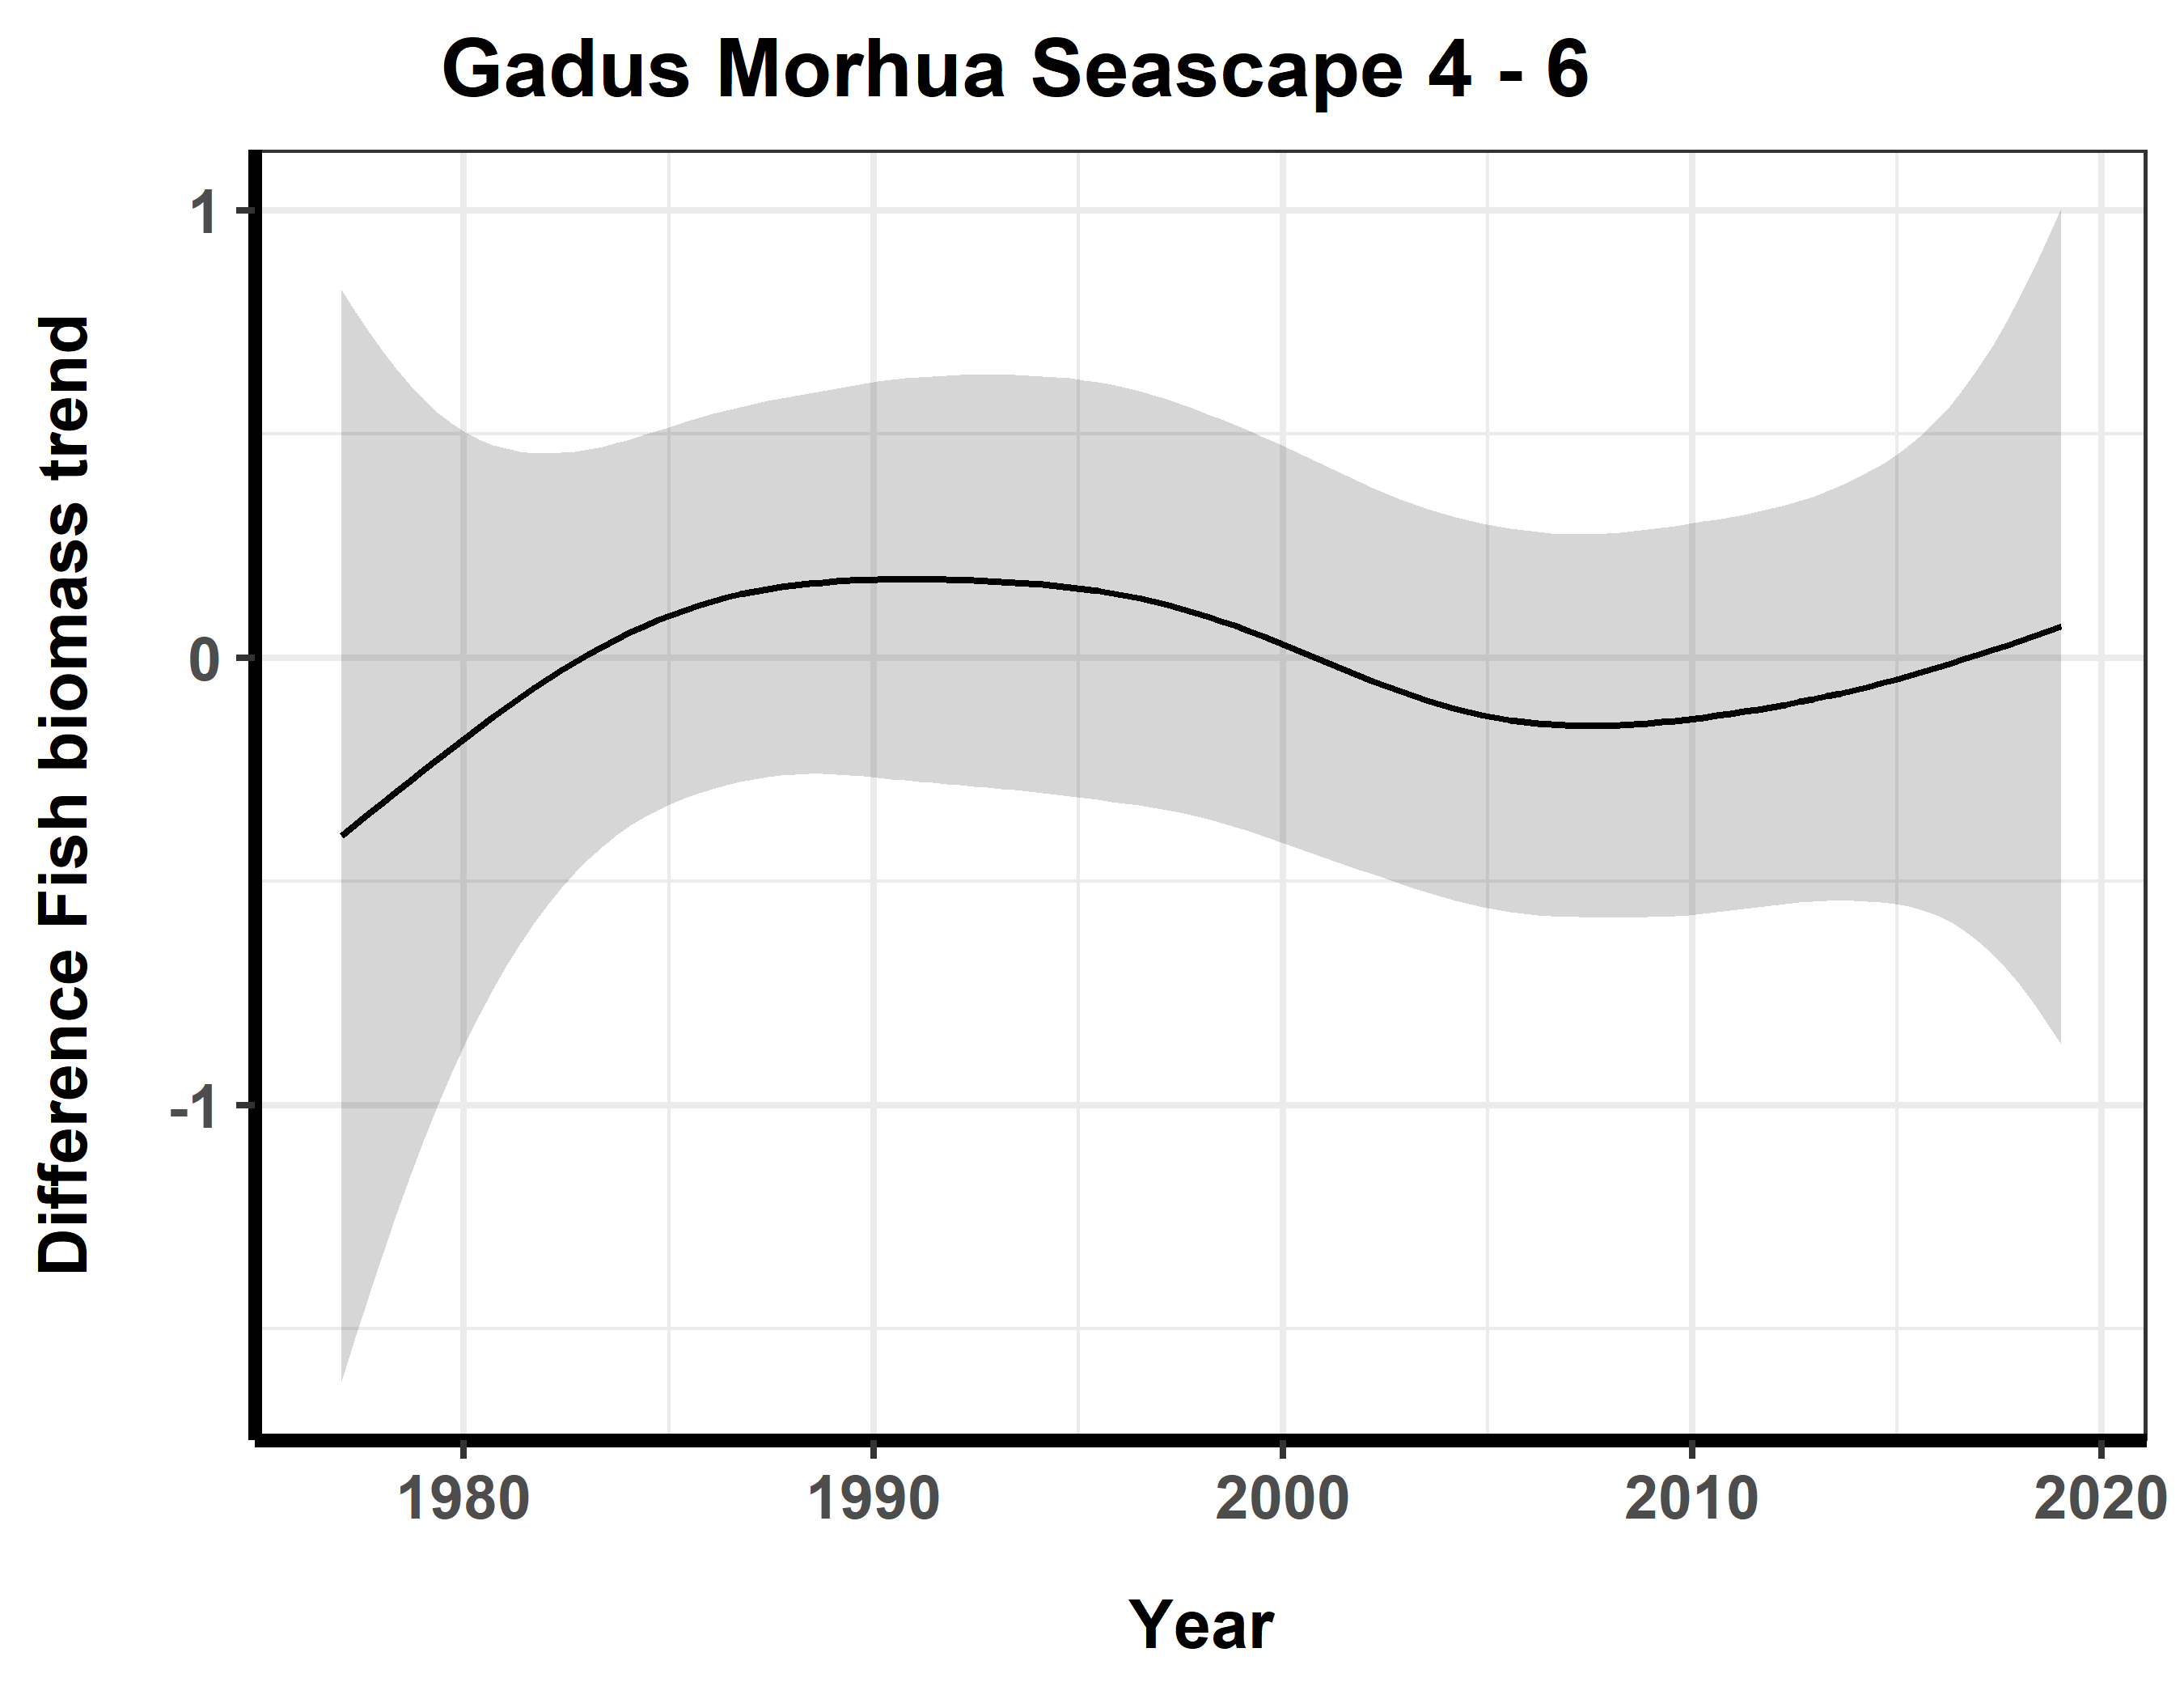 Gadus Morhua Seascape 4 - 6
Difference Fish biomass trend
1
0
-1
1980 1990 2000 2010 2020
Year